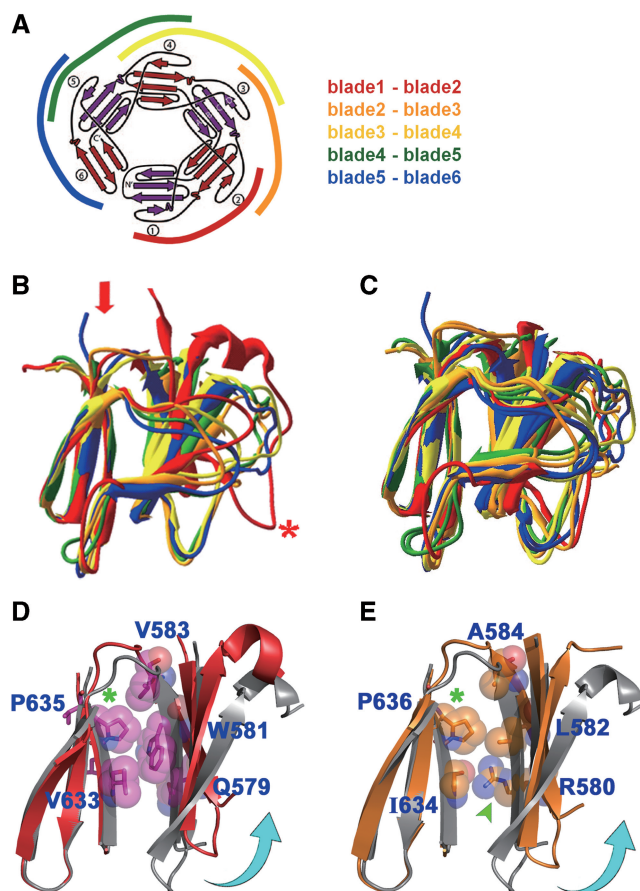 A
④
⑤
③
C'
⑥
N'
②
①
blade1 - blade2
blade2 - blade3
blade3 - blade4
blade4 - blade5
blade5 - blade6
B
C
*
D
E
V583
A584
P635
*
P636
*
W581
L582
V633
Q579
I634
R580